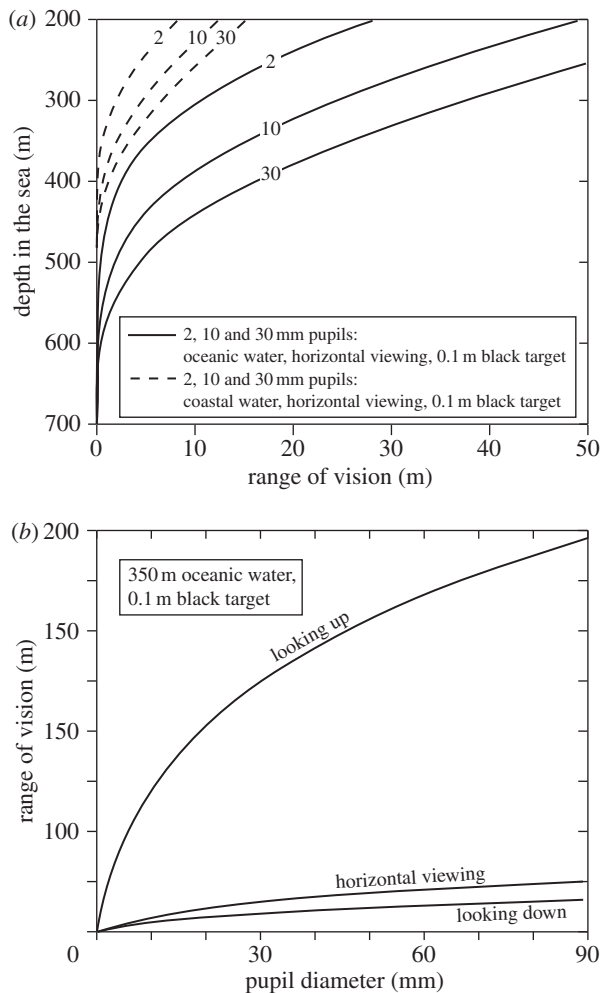 (a)
200
300
400
500
600
700
depth in the sea (m)
2
10
30
2
10
30
2, 10 and 30 mm pupils:
oceanic water, horizontal viewing, 0.1 m black target
2, 10 and 30 mm pupils:
coastal water, horizontal viewing, 0.1 m black target
0
10
20
30
40
50
range of vision (m)
(b)
200
150
150
100
0
range of vision (m)
350 m oceanic water,
0.1 m black target
looking up
horizontal viewing
looking down
30
60
90
pupil diameter (mm)